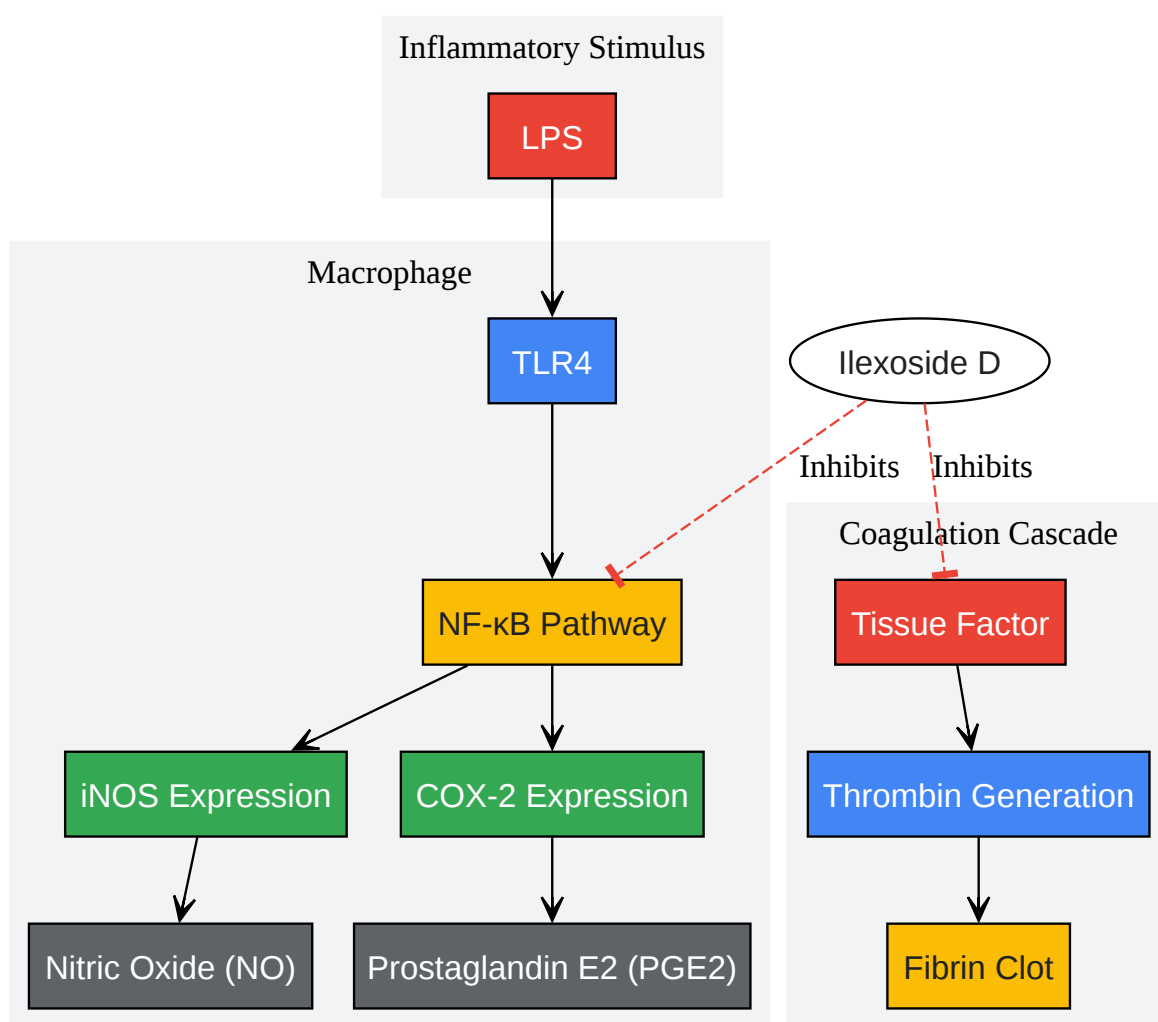 Inflammatory Stimulus
LPS
Macrophage
TLR4
Ilexoside D
Inhibits
Inhibits
Coagulation Cascade
NF-κB Pathway
Tissue Factor
iNOS Expression
COX-2 Expression
Thrombin Generation
Nitric Oxide (NO)
Prostaglandin E2 (PGE2)
Fibrin Clot